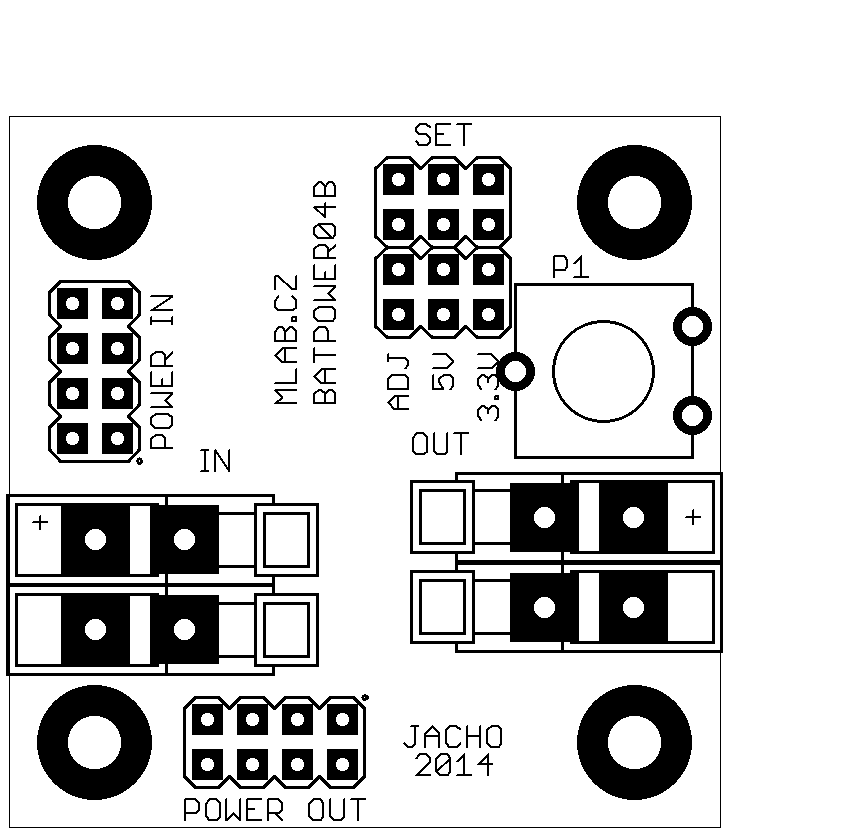 SET
P1
MLAB.CZ
BATPOWER04B
POWER IN
ADJ
5V
3.3V
OUT
IN
+
+
JACHO
2014
POWER OUT